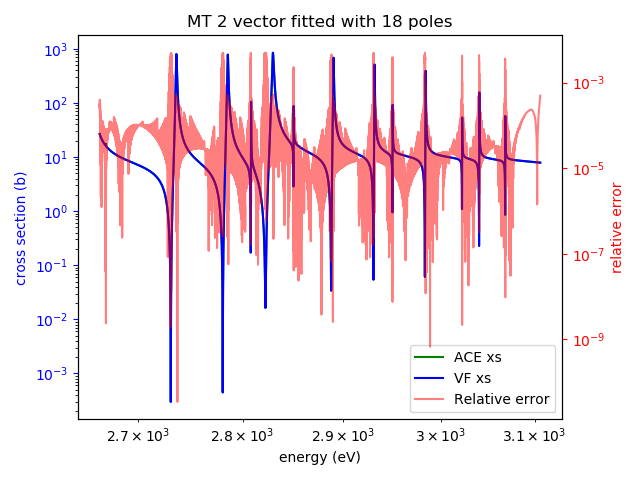 MT 2 vector fitted with 18 poles
10³
10²
10¹
10⁰
10⁻¹
10⁻²
10⁻³
cross section (b)
10⁻³
10⁻⁵
10⁻⁷
10⁻⁹
relative error
ACE xs
VF xs
Relative error
2.7 × 10³ 2.8 × 10³ 2.9 × 10³ 3 × 10³ 3.1 × 10³
energy (eV)